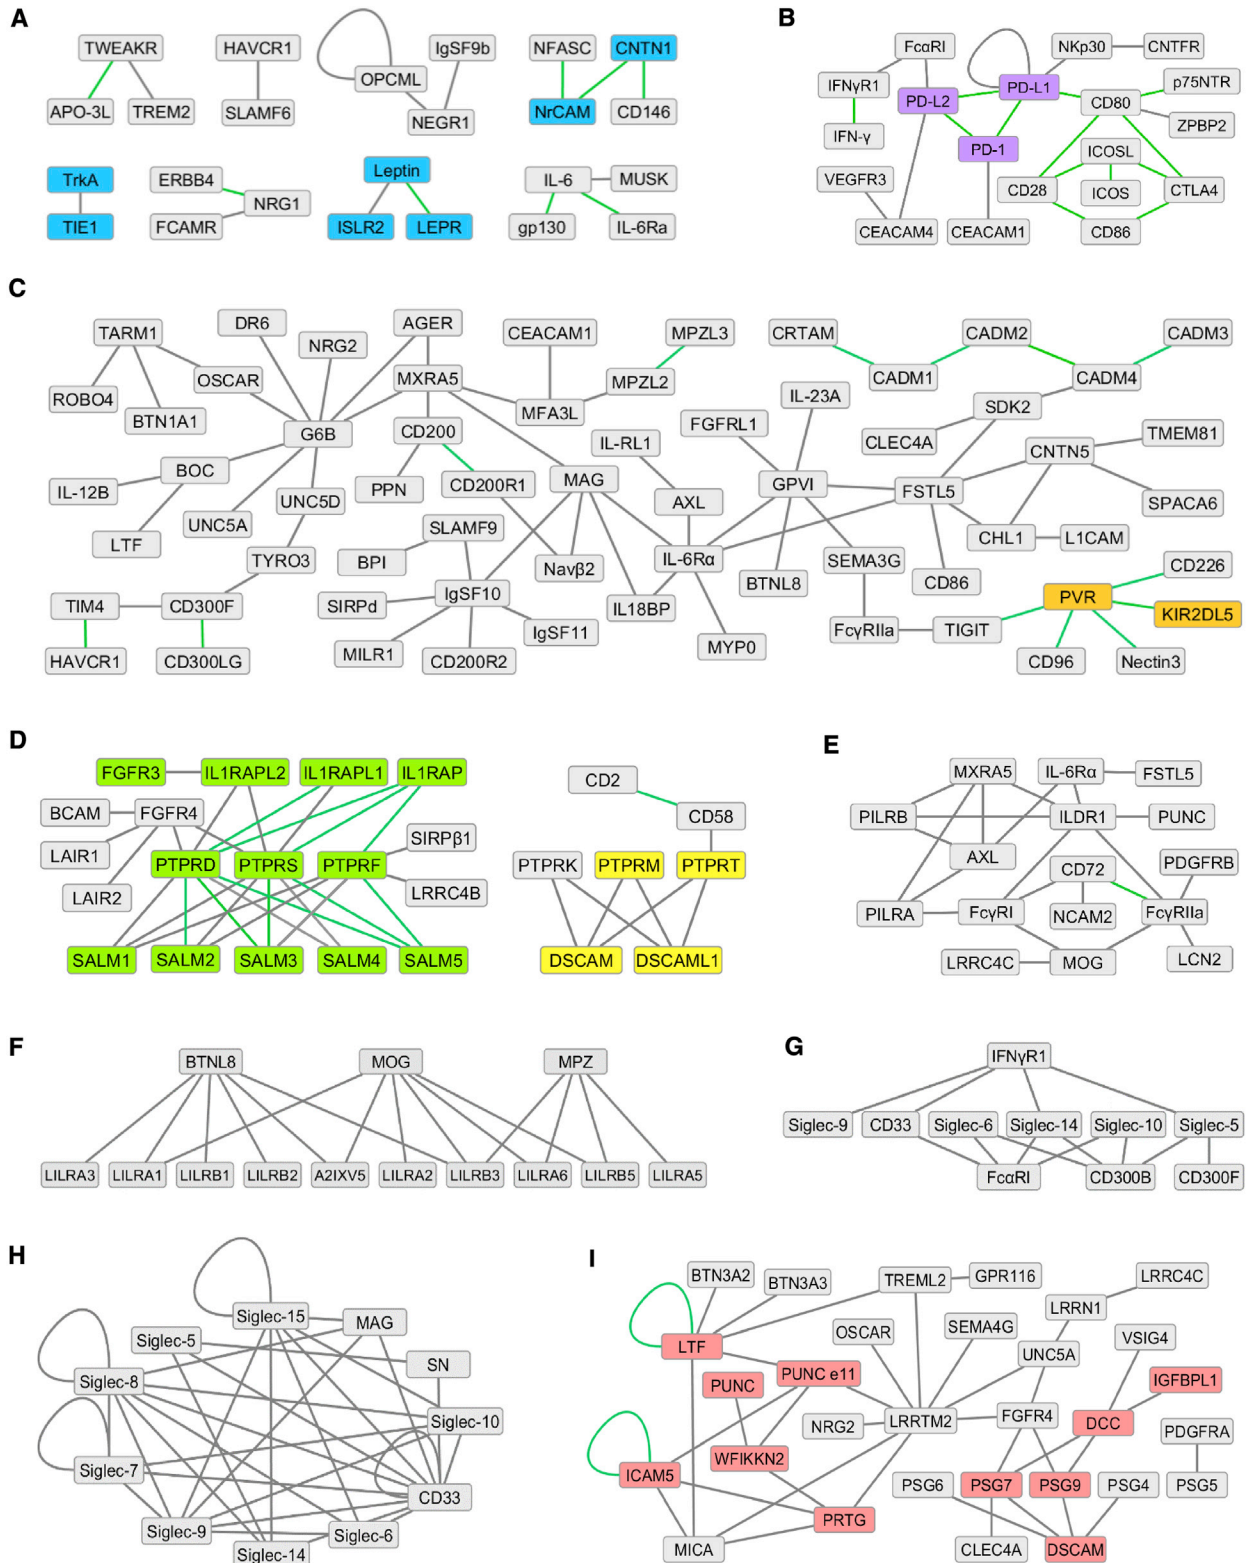 A
TWEAKR
HAVCR1
OPCML
IgSF9b
NFASC
CNTN1
APO-3L
TREM2
SLAMF6
NEGR1
NrCAM
CD146
TrkA
ERBB4
Leptin
IL-6
MUSK
NRG1
TIE1
FCAMR
ISLR2
LEPR
gp130
IL-6Ra
B
FcαRI
NKp30
CNTFR
IFNγR1
PD-L2
PD-L1
CD80
p75NTR
IFN-γ
PD-1
ZPBP2
ICOSL
VEGFR3
CD28
ICOS
CTLA4
CEACAM4
CEACAM1
CD86
C
TARM1
DR6
AGER
CEACAM1
MPZL3
CRTAM
CADM2
CADM3
NRG2
OSCAR
MXRA5
MPZL2
CADM1
CADM4
ROBO4
BTN1A1
MFA3L
IL-23A
SDK2
G6B
CD200
IL-RL1
FGFRL1
CLEC4A
CNTN5
TMEM81
BOC
IL-12B
UNC5D
PPN
CD200R1
MAG
AXL
GPVI
FSTL5
SPACA6
UNC5A
SLAMF9
LTF
TYRO3
BPI
Navβ2
IL-6Rα
SEMA3G
CHL1
L1CAM
BTNL8
CD86
CD226
TIM4
CD300F
SIRPd
IgSF10
IL18BP
PVR
KIR2DL5
IgSF11
FcγRIIa
TIGIT
HAVCR1
CD300LG
MILR1
CD200R2
MYP0
CD96
Nectin3
D
FGFR3
IL1RAPL2
IL1RAPL1
IL1RAP
CD2
BCAM
FGFR4
CD58
SIRPβ1
LAIR1
PTPRD
PTPRS
PTPRF
PTPRK
PTPRM
PTPRT
LAIR2
LRRC4B
SALM1
SALM2
SALM3
SALM4
SALM5
DSCAM
DSCAML1
E
MXRA5
IL-6Rα
FSTL5
PILRB
ILDR1
PUNC
AXL
CD72
PDGFRB
PILRA
FcγRI
NCAM2
FcγRIIa
LRRC4C
MOG
LCN2
F
BTNL8
MOG
MPZ
LILRA3
LILRA1
LILRB1
LILRB2
A2IXV5
LILRA2
LILRB3
LILRA6
LILRB5
LILRA5
G
IFNγR1
Siglec-9
CD33
Siglec-6
Siglec-14
Siglec-10
Siglec-5
FcαRI
CD300B
CD300F
H
Siglec-15
MAG
Siglec-5
SN
Siglec-8
Siglec-10
Siglec-7
CD33
Siglec-9
Siglec-6
Siglec-14
I
BTN3A2
BTN3A3
TREML2
GPR116
LRRC4C
LRRN1
OSCAR
SEMA4G
VSIG4
LTF
UNC5A
PUNC
PUNC e11
IGFBPL1
NRG2
LRRTM2
FGFR4
DCC
PDGFRA
ICAM5
WFIKKN2
PSG6
PSG7
PSG9
PSG4
PSG5
PRTG
MICA
CLEC4A
DSCAM